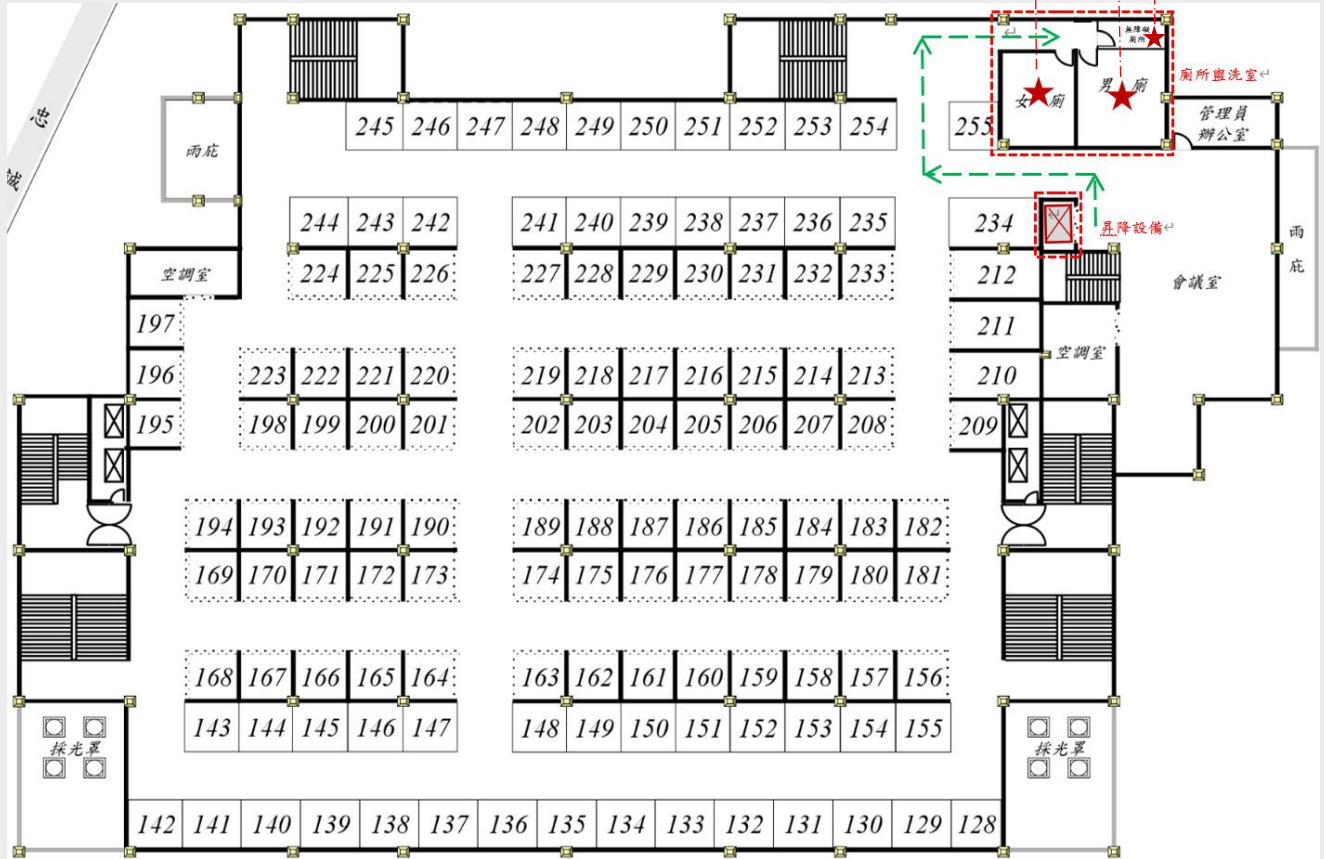 忠
誠
雨庇
無障礙
廁所
女廁
男廁
廁所盥洗室
管理員
辦公室
245 246 247 248 249 250 251 252 253 254 255
244 243 242 241 240 239 238 237 236 235 234
昇降設備
雨
庇
空調室
224 225 226 227 228 229 230 231 232 233 212
會議室
197 211
空調室
196 223 222 221 220 219 218 217 216 215 214 213 210
195 198 199 200 201 202 203 204 205 206 207 208 209
194 193 192 191 190 189 188 187 186 185 184 183 182
169 170 171 172 173 174 175 176 177 178 179 180 181
168 167 166 165 164 163 162 161 160 159 158 157 156
143 144 145 146 147 148 149 150 151 152 153 154 155
採光罩 採光罩
142 141 140 139 138 137 136 135 134 133 132 131 130 129 128